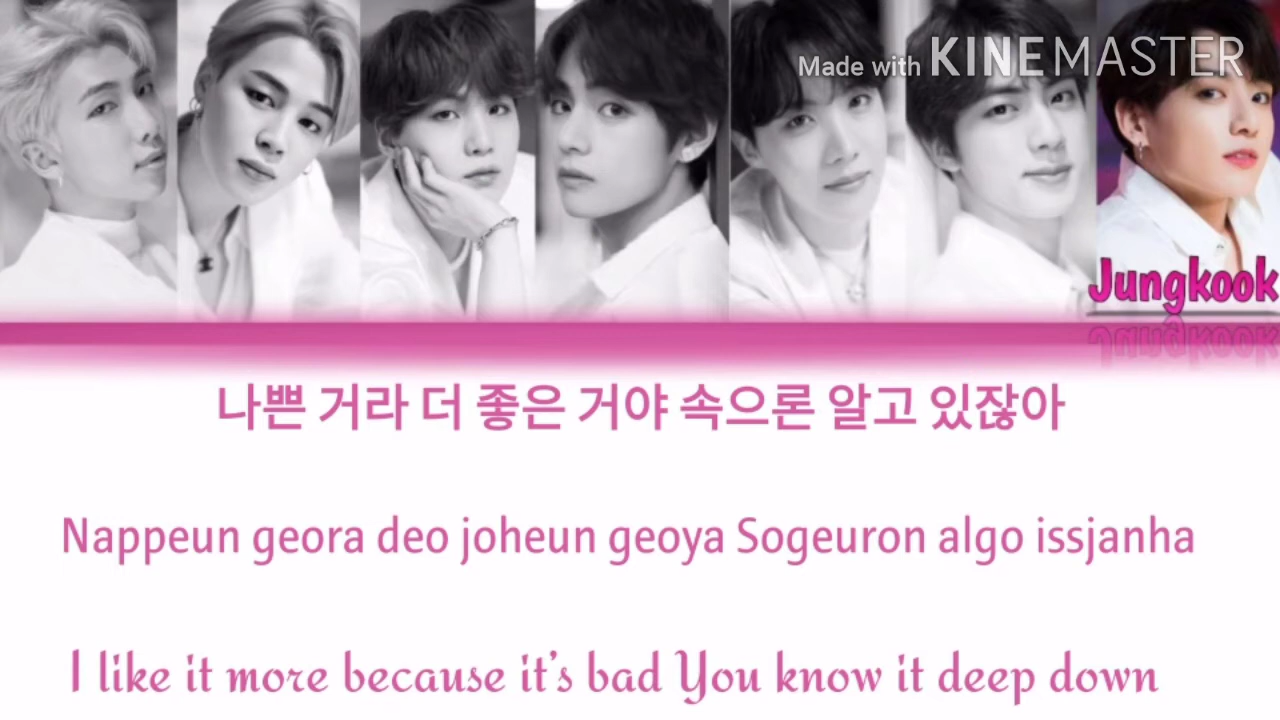 Made with KINEMASTER
Jungkook
나쁜 거라 더 좋은 거야 속으론 알고 있잖아
Nappeun geora deo joheun geoya Sogeuron algo issjanha
I like it more because it's bad You know it deep down